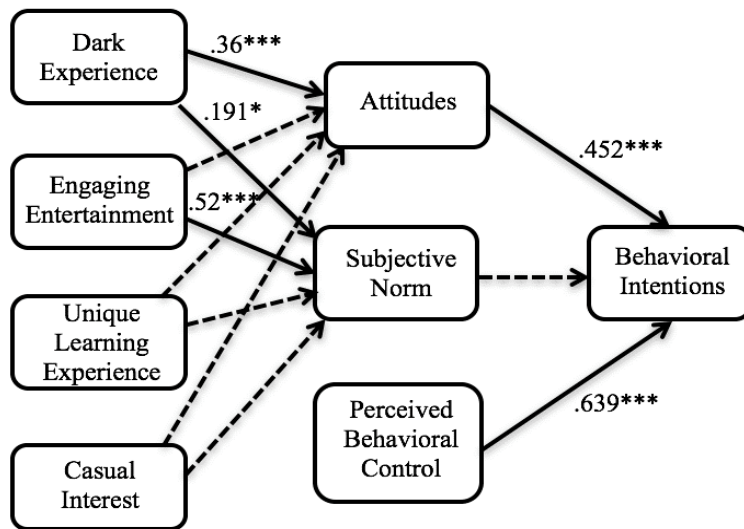 Dark
Experience
.36***
.191*
Attitudes
.452***
Engaging
Entertainment
.52***
Subjective
Norm
Behavioral
Intentions
Unique
Learning
Experience
Perceived
Behavioral
Control
.639***
Casual
Interest